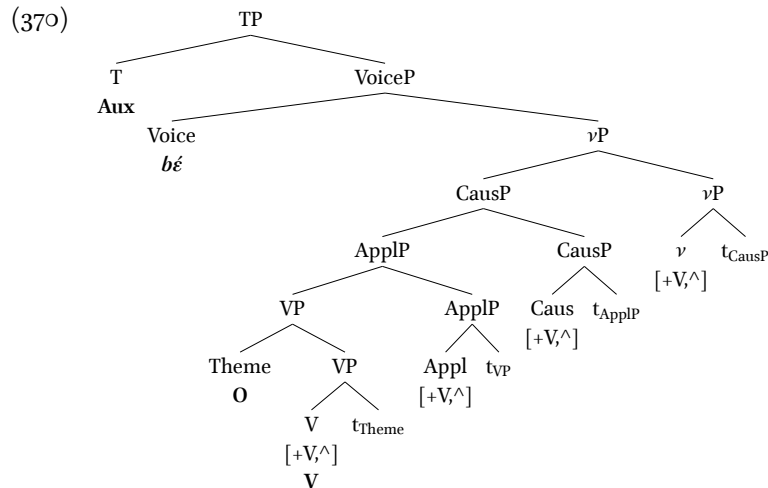 (370) TP
T VoiceP
Aux
Voice νP
bɛ́
CausP νP
ApplP CausP ν t_CausP
[+V,^]
VP ApplP Caus t_ApplP
[+V,^]
Theme VP Appl t_VP
O [+V,^]
V t_Theme
[+V,^]
V